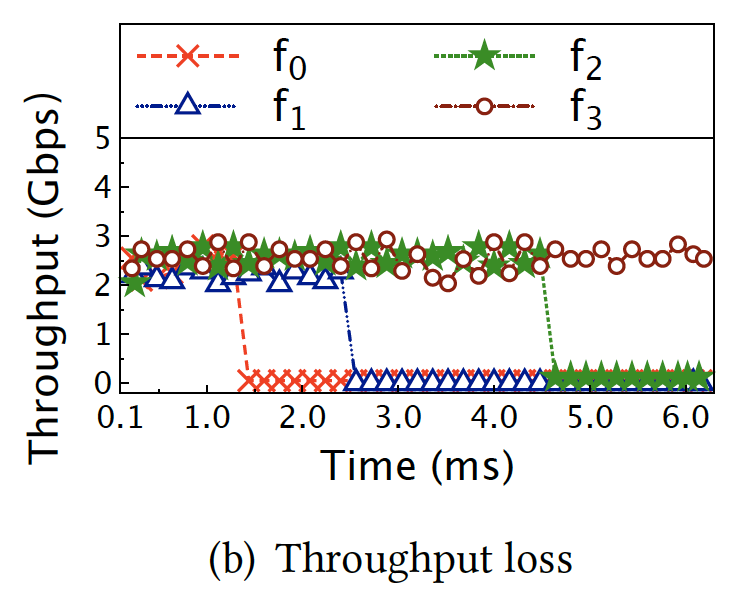 f0 f2
f1 f3
Throughput (Gbps)
5
4
3
2
1
0
0.1 1.0 2.0 3.0 4.0 5.0 6.0
Time (ms)
(b) Throughput loss